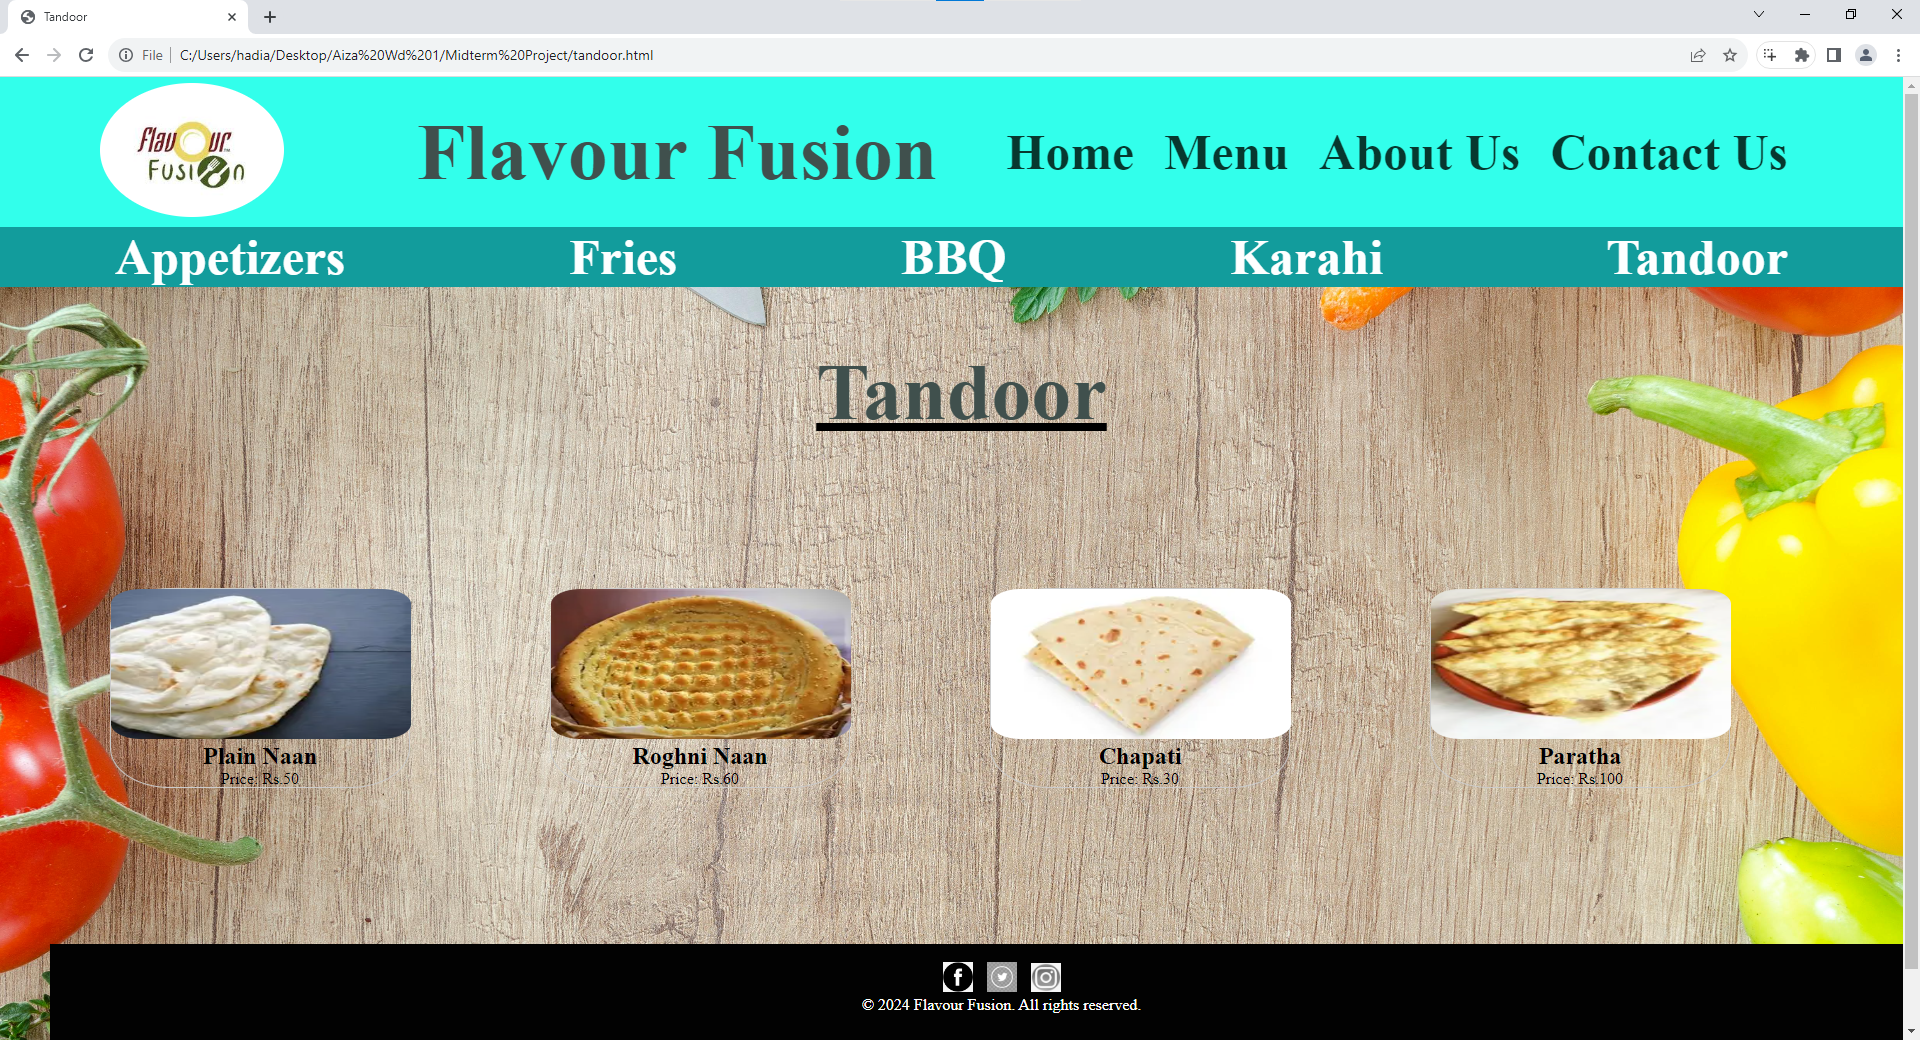 Tandoor
File C:/Users/hadia/Desktop/Aiza%20Wd%201/Midterm%20Project/tandoor.html
flavour
Fusion
Flavour Fusion
Home Menu About Us Contact Us
Appetizers Fries BBQ Karahi Tandoor
Tandoor
Plain Naan Roghni Naan Chapati Paratha
Price: Rs.50 Price: Rs.60 Price: Rs.30 Price: Rs.100
© 2024 Flavour Fusion. All rights reserved.